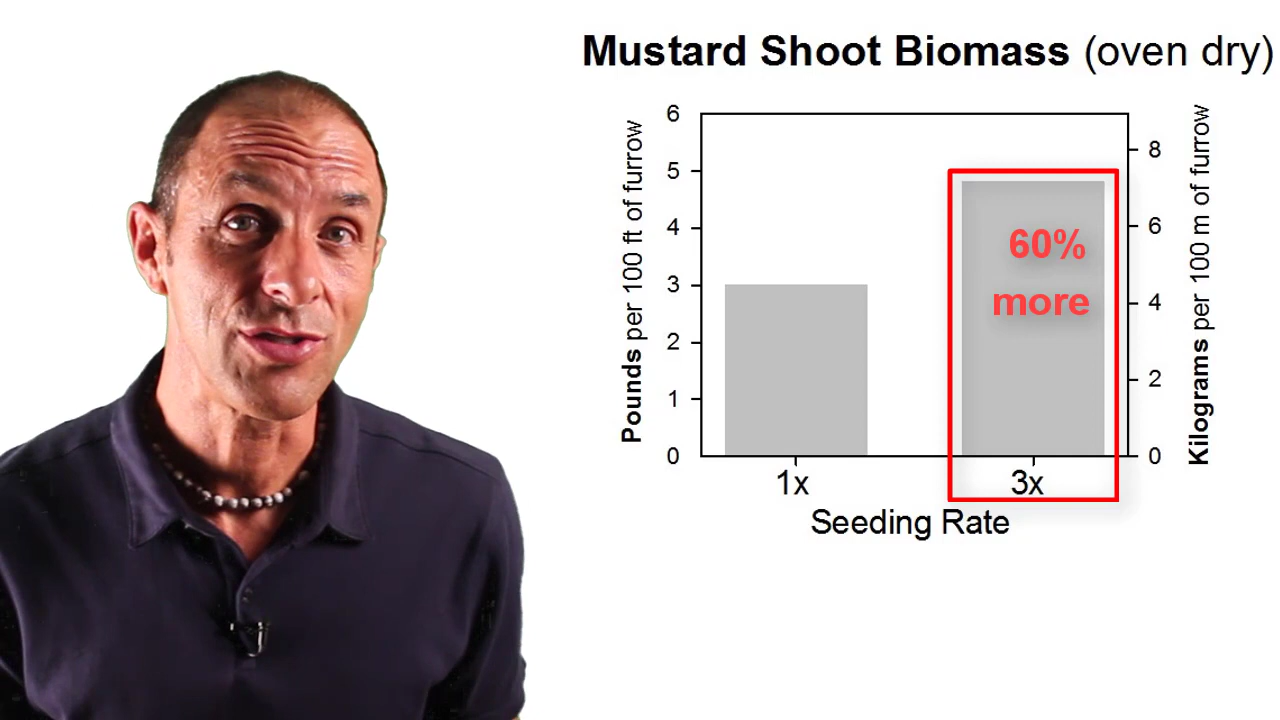 Mustard Shoot Biomass (oven dry)
Pounds per 100 ft of furrow
6
5
4
3
2
1
0
60%
more
8
6
4
2
0
Kilograms per 100 m of furrow
1x
3x
Seeding Rate